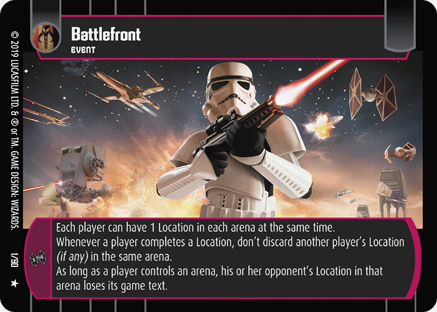 Battlefront
EVENT
© 2019 LUCASFILM LTD. & ® or TM. GAME DESIGN: WIZARDS.
1/90
Each player can have 1 Location in each arena at the same time.
Whenever a player completes a Location, don't discard another player's Location
(if any) in the same arena.
As long as a player controls an arena, his or her opponent's Location in that
arena loses its game text.